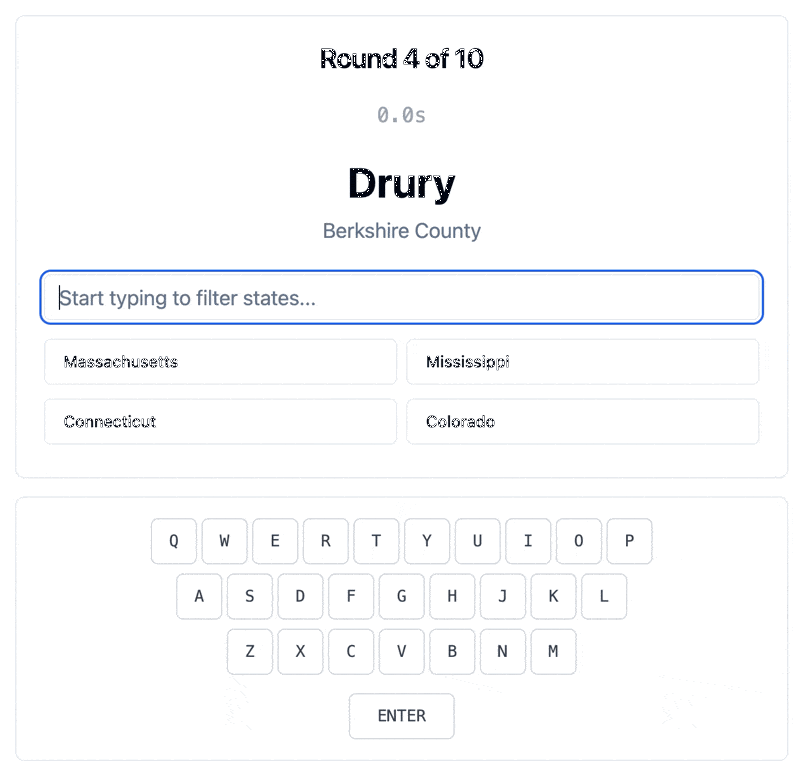 Round 4 of 10
0.0s
Drury
Berkshire County
Start typing to filter states...
Massachusetts Mississippi
Connecticut Colorado
Q W E R T Y U I O P
A S D F G H J K L
Z X C V B N M
ENTER